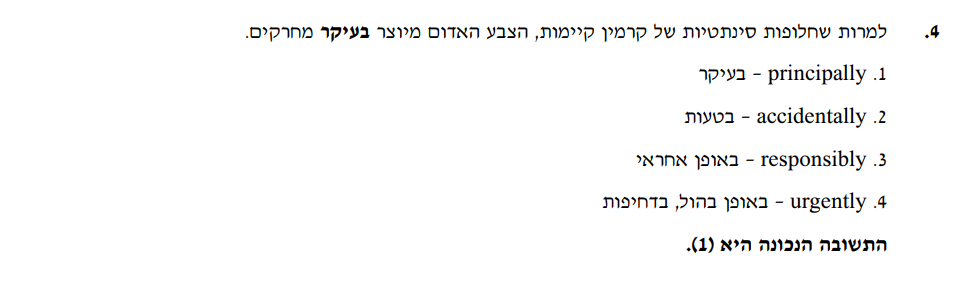 4. למרות שחלופות סינתטיות של קרמין קיימות, הצבע האדום מיוצר בעיקר מחרקים.
1. principally – בעיקר
2. accidentally – בטעות
3. responsibly – באופן אחראי
4. urgently – באופן בהול, בדחיפות
התשובה הנכונה היא (1).